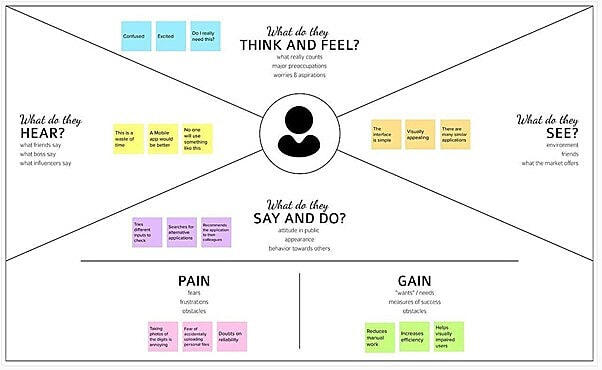 What do they
THINK AND FEEL?
what really counts
major preoccupations
worries & aspirations
Confused
Excited
Do I really
need this?
What do they
HEAR?
what friends say
what boss say
what influencers say
This is a
waste of
time
A Mobile
app would
be better
No one
will use
something
like this
What do they
SEE?
environment
friends
what the market offers
The
interface
is simple
Visually
appealing
There are
many similar
applications
What do they
SAY AND DO?
attitude in public
appearance
behavior towards others
Tries
different
inputs to
check
Searches for
alternative
applications
Recommends
the application
to their
colleagues
PAIN
fears
frustrations
obstacles
Taking
photos of
the digits is
annoying
Fear of
accidentally
uploading
personal files
Doubts on
reliability
GAIN
"wants" / needs
measures of success
obstacles
Reduces
manual
work
Increases
efficiency
Helps
visually
impaired
users